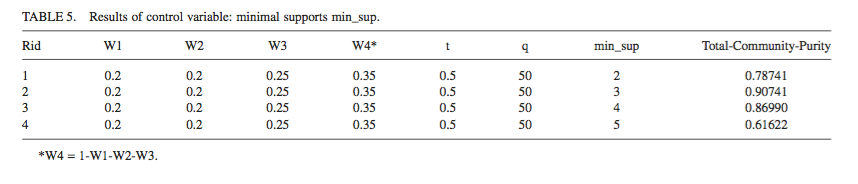 TABLE 5. Results of control variable: minimal supports min_sup.
Rid W1 W2 W3 W4* t q min_sup Total-Community-Purity
1 0.2 0.2 0.25 0.35 0.5 50 2 0.78741
2 0.2 0.2 0.25 0.35 0.5 50 3 0.90741
3 0.2 0.2 0.25 0.35 0.5 50 4 0.86990
4 0.2 0.2 0.25 0.35 0.5 50 5 0.61622
*W4 = 1-W1-W2-W3.